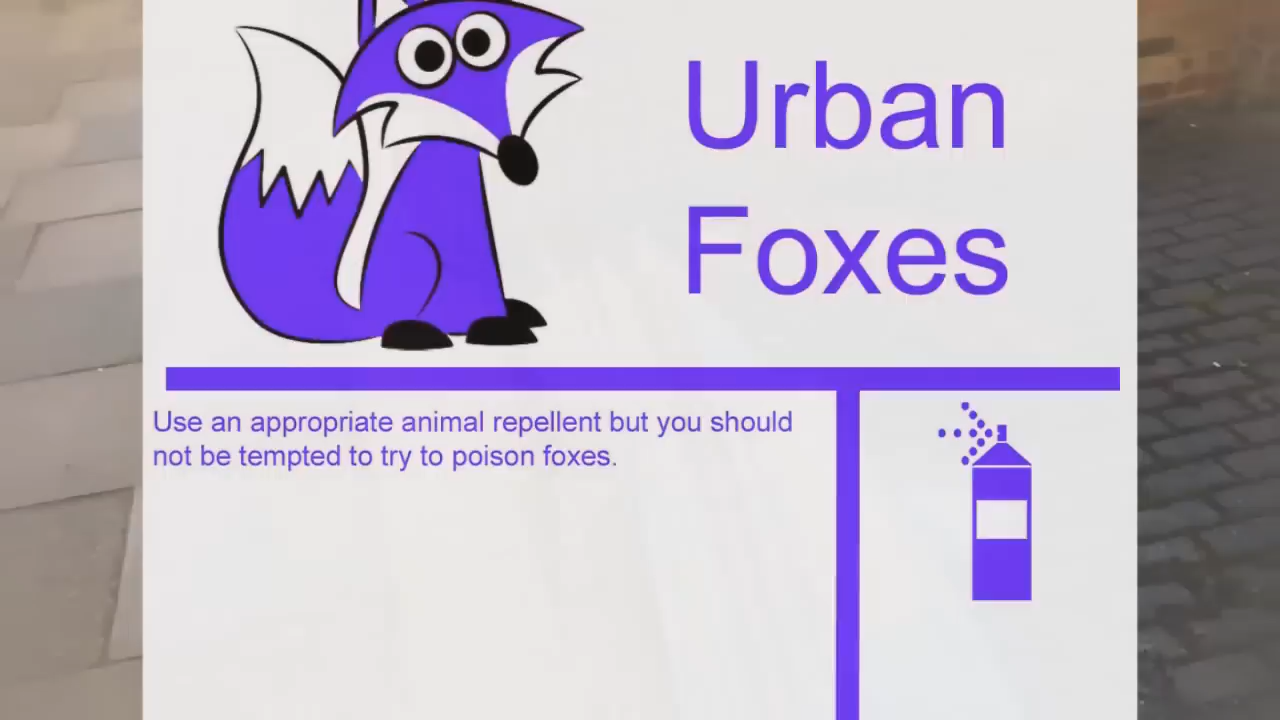 Urban
Foxes
Use an appropriate animal repellent but you should
not be tempted to try to poison foxes.